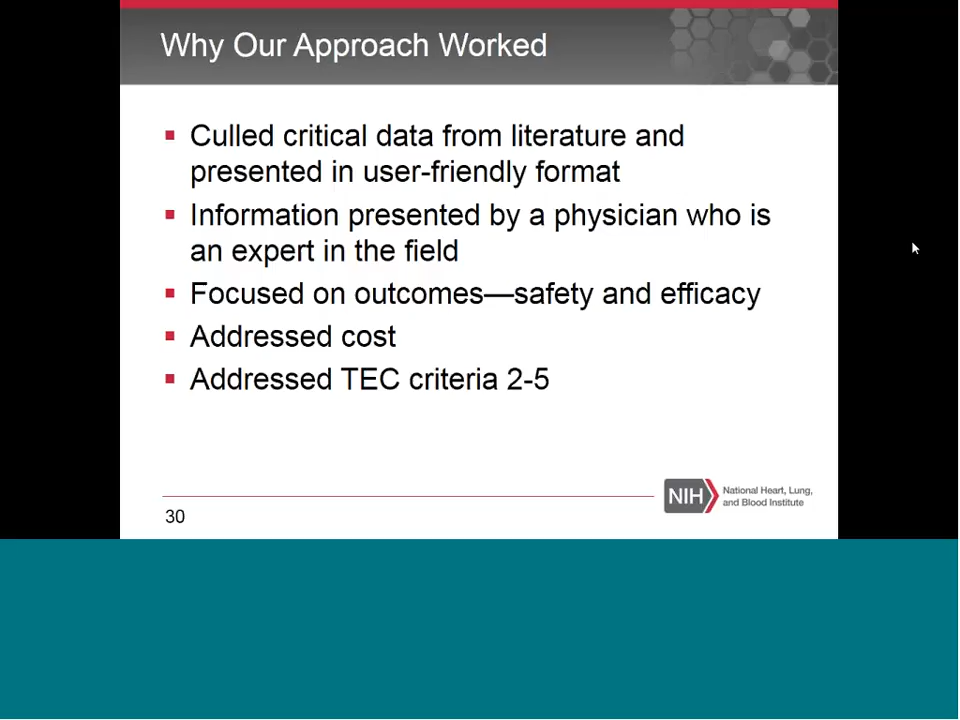 Why Our Approach Worked
Culled critical data from literature and
presented in user-friendly format
Information presented by a physician who is
an expert in the field
Focused on outcomes—safety and efficacy
Addressed cost
Addressed TEC criteria 2-5
NIH
National Heart, Lung,
and Blood Institute
30